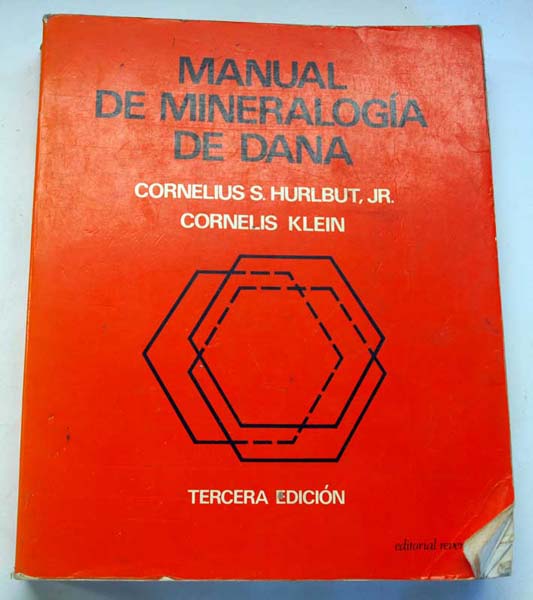 MANUAL
DE MINERALOGÍA
DE DANA
CORNELIUS S. HURLBUT, JR.
CORNELIS KLEIN
TERCERA EDICIÓN
editorial